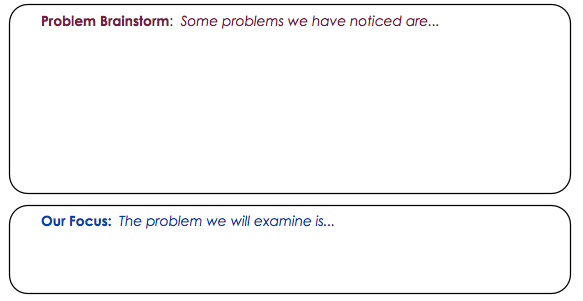 Problem Brainstorm: Some problems we have noticed are...
Our Focus: The problem we will examine is...